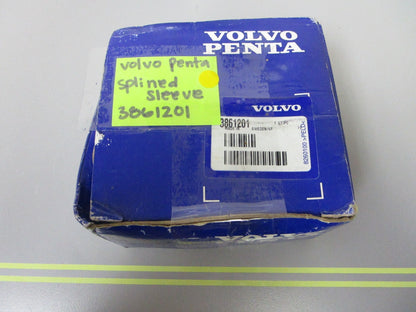 VOLVO
PENTA
volvo penta
splined
sleeve
3861201
VOLVO
3861201